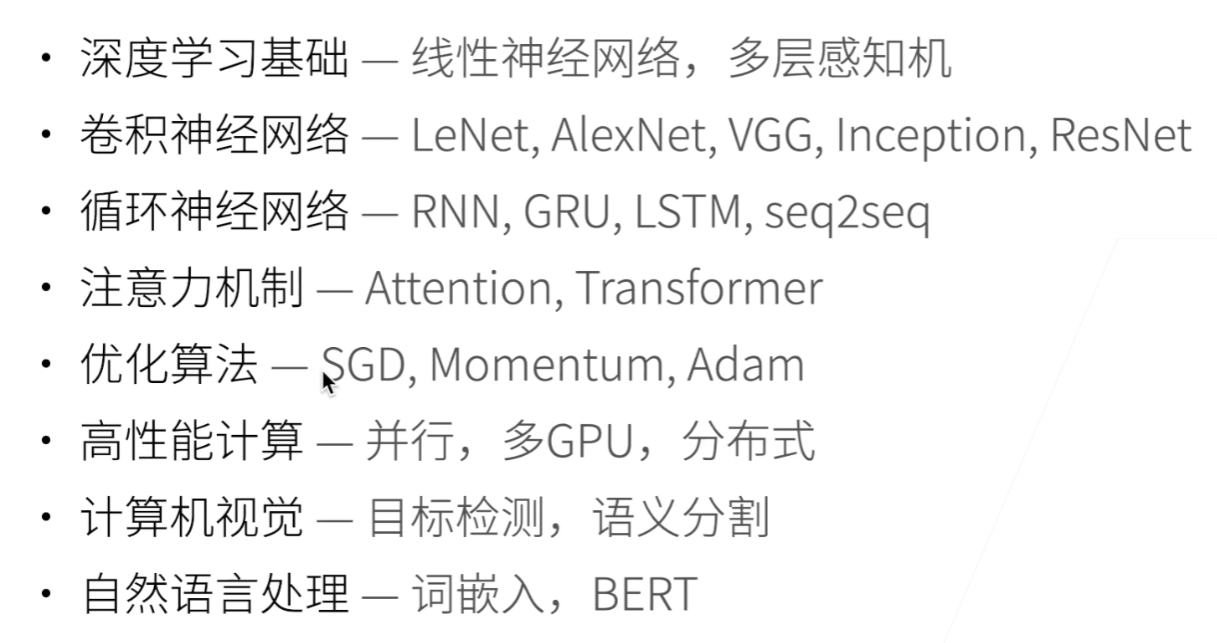 • 深度学习基础 — 线性神经网络，多层感知机
• 卷积神经网络 — LeNet, AlexNet, VGG, Inception, ResNet
• 循环神经网络 — RNN, GRU, LSTM, seq2seq
• 注意力机制 — Attention, Transformer
• 优化算法 — SGD, Momentum, Adam
• 高性能计算 — 并行，多GPU，分布式
• 计算机视觉 — 目标检测，语义分割
• 自然语言处理 — 词嵌入，BERT